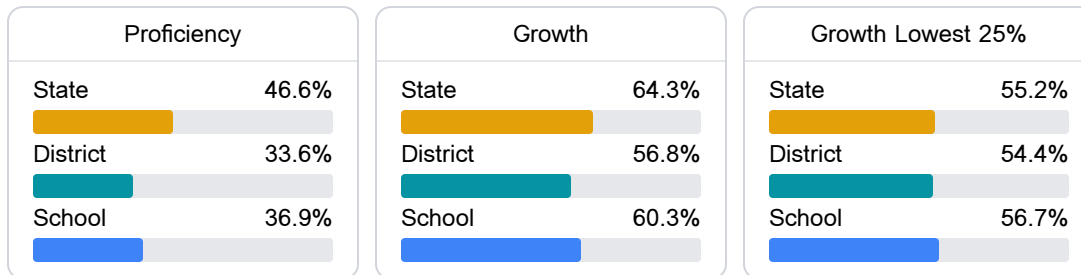 Proficiency
State 46.6%
District 33.6%
School 36.9%
Growth
State 64.3%
District 56.8%
School 60.3%
Growth Lowest 25%
State 55.2%
District 54.4%
School 56.7%